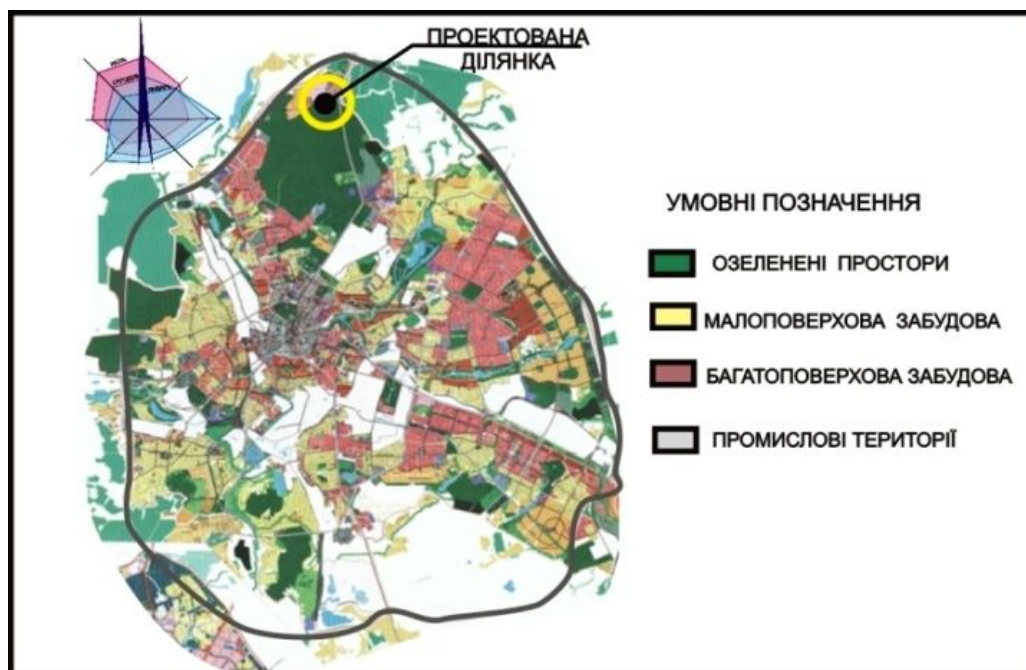 ПРОЕКТОВАНА
ДІЛЯНКА
УМОВНІ ПОЗНАЧЕННЯ
ОЗЕЛЕНЕНІ ПРОСТОРИ
МАЛОПОВЕРХОВА ЗАБУДОВА
БАГАТОПОВЕРХОВА ЗАБУДОВА
ПРОМИСЛОВІ ТЕРИТОРІЇ